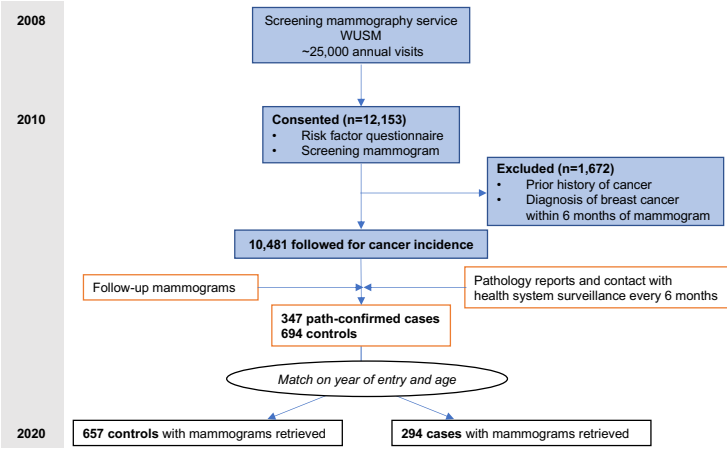 2008
Screening mammography service
WUSM
~25,000 annual visits
2010
Consented (n=12,153)
• Risk factor questionnaire
• Screening mammogram
Excluded (n=1,672)
• Prior history of cancer
• Diagnosis of breast cancer
within 6 months of mammogram
10,481 followed for cancer incidence
Follow-up mammograms
Pathology reports and contact with
health system surveillance every 6 months
347 path-confirmed cases
694 controls
Match on year of entry and age
2020
657 controls with mammograms retrieved
294 cases with mammograms retrieved